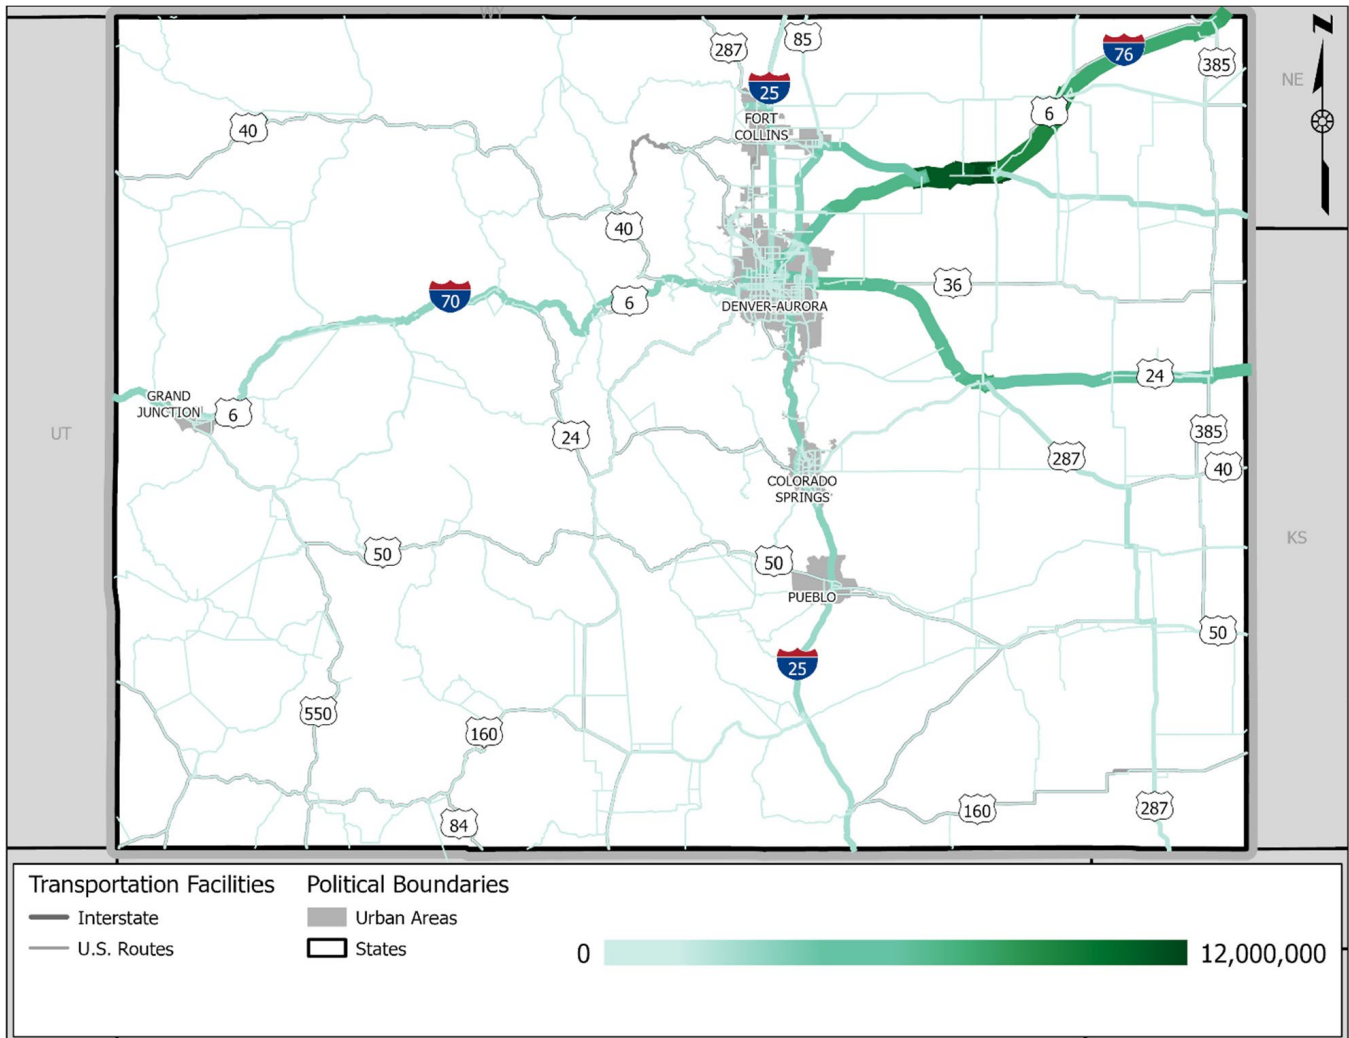 WY
287
85
25
76
385
NE
N
6
40
FORT
COLLINS
40
70
6
36
DENVER-AURORA
24
GRAND
JUNCTION
6
UT
24
385
287
40
COLORADO
SPRINGS
50
50
KS
PUEBLO
50
25
550
160
84
160
287
Transportation Facilities
Interstate
U.S. Routes
Political Boundaries
Urban Areas
States
0
12,000,000